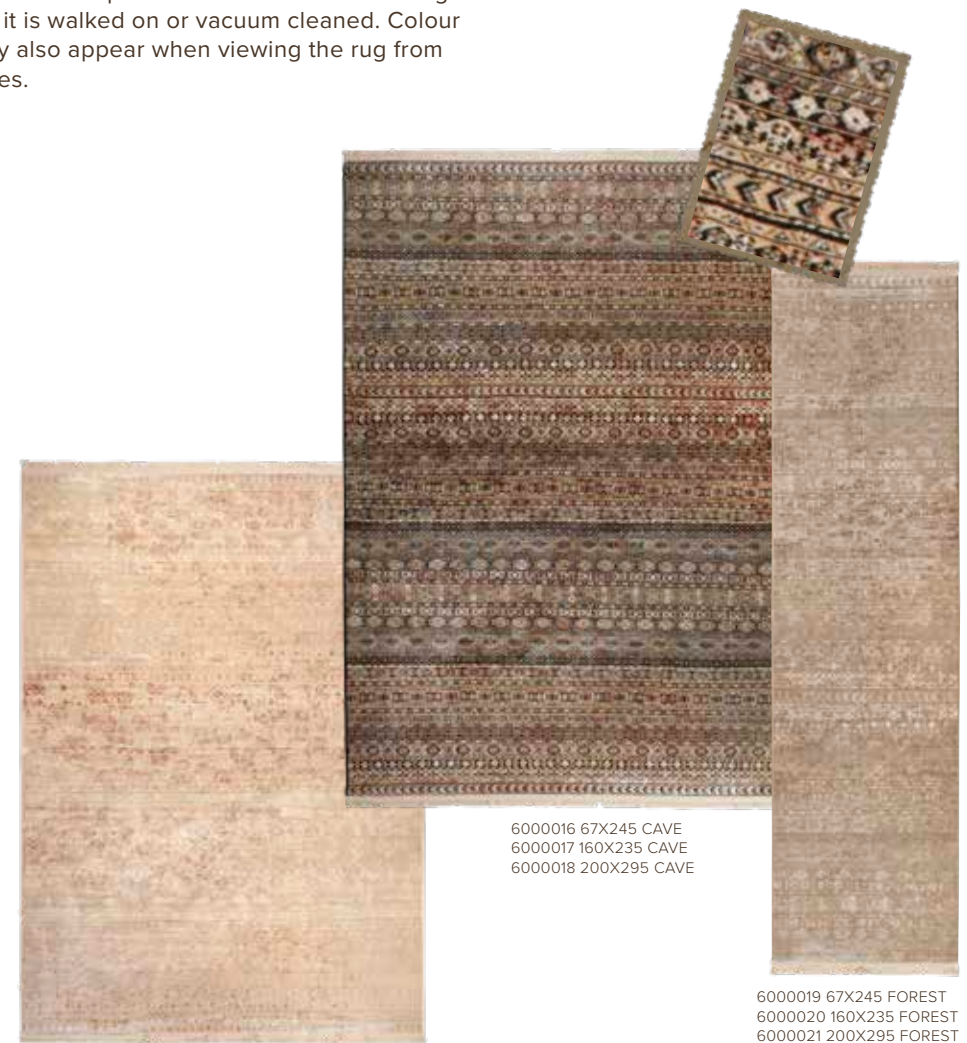 it is walked on or vacuum cleaned. Colour
y also appear when viewing the rug from
es.
6000016 67X245 CAVE
6000017 160X235 CAVE
6000018 200X295 CAVE
6000019 67X245 FOREST
6000020 160X235 FOREST
6000021 200X295 FOREST